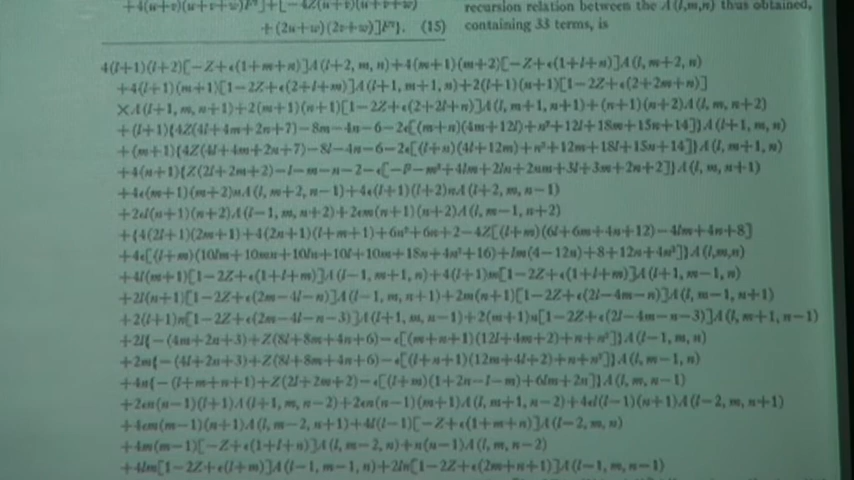 +4(u+v)(u+v+w)l²]+[-4Z(u+v)(u+v+w)
+(2u+w)(2v+w)]F}. (15)
recursion relation between the A(l,m,n) thus obtained,
containing 33 terms, is
4(l+1)(l+2)[-Z+ε(1+m+n)]A(l+2, m, n)+4(m+1)(m+2)[-Z+ε(1+l+n)]A(l, m+2, n)
+4(l+1)(m+1)[1-2Z+ε(2+l+m)]A(l+1, m+1, n)+2(l+1)(n+1)[1-2Z+ε(2+2m+n)]
×A(l+1, m, n+1)+2(m+1)(n+1)[1-2Z+ε(2+2l+n)]A(l, m+1, n+1)+(n+1)(n+2)A(l, m, n+2)
+(l+1){4Z(4l+4m+2n+7)-8m-4n-6-2ε[(m+n)(4m+12l)+n²+12l+18m+15n+14]}A(l+1, m, n)
+(m+1){4Z(4l+4m+2n+7)-8l-4n-6-2ε[(l+n)(4l+12m)+n²+12m+18l+15n+14]}A(l, m+1, n)
+4(n+1){Z(2l+2m+2)-l-m-n-2-ε[-l²-m²+4lm+2ln+2nm+3l+3m+2n+2]}A(l, m, n+1)
+4ε(m+1)(m+2)nA(l, m+2, n-1)+4ε(l+1)(l+2)nA(l+2, m, n-1)
+2εl(n+1)(n+2)A(l-1, m, n+2)+2εm(n+1)(n+2)A(l, m-1, n+2)
+{4(2l+1)(2m+1)+4(2n+1)(l+m+1)+6n²+6n+2-4Z[(l+m)(6l+6m+4n+12)-4lm+4n+8]
+4ε[(l+m)(10lm+10mn+10ln+10l+10m+18n+4n²+16)+lm(4-12n)+8+12n+4n²]}A(l,m,n)
+4l(m+1)[1-2Z+ε(1+l+m)]A(l-1, m+1, n)+4(l+1)m[1-2Z+ε(1+l+m)]A(l+1, m-1, n)
+2l(n+1)[1-2Z+ε(2m-4l-n)]A(l-1, m, n+1)+2m(n+1)[1-2Z+ε(2l-4m-n)]A(l, m-1, n+1)
+2(l+1)n[1-2Z+ε(2m-4l-n-3)]A(l+1, m, n-1)+2(m+1)n[1-2Z+ε(2l-4m-n-3)]A(l, m+1, n-1)
+2l{-(4m+2n+3)+Z(8l+8m+4n+6)-ε[(m+n+1)(12l+4m+2)+n+n²]}A(l-1, m, n)
+2m{-(4l+2n+3)+Z(8l+8m+4n+6)-ε[(l+n+1)(12m+4l+2)+n+n²]}A(l, m-1, n)
+4n{-(l+m+n+1)+Z(2l+2m+2)-ε[(l+m)(1+2n-l-m)+6lm+2n]}A(l, m, n-1)
+2εn(n-1)(l+1)A(l+1, m, n-2)+2εn(n-1)(m+1)A(l, m+1, n-2)+4εl(l-1)(n+1)A(l-2, m, n+1)
+4εm(m-1)(n+1)A(l, m-2, n+1)+4l(l-1)[-Z+ε(1+m+n)]A(l-2, m, n)
+4m(m-1)[-Z+ε(1+l+n)]A(l, m-2, n)+n(n-1)A(l, m, n-2)
+4lm[1-2Z+ε(l+m)]A(l-1, m-1, n)+2ln[1-2Z+ε(2m+n+1)]A(l-1, m, n-1)